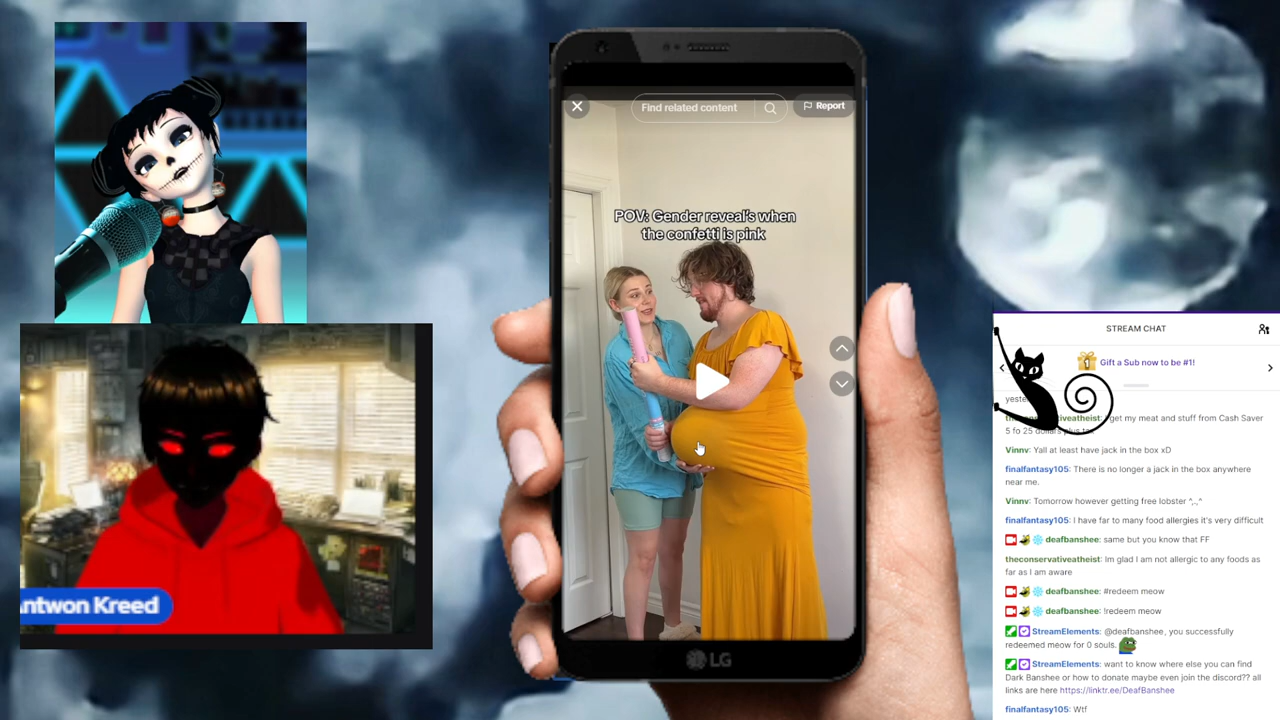 Find related content
Report
POV: Gender reveal's when
the confetti is pink
LG
ntwon Kreed
STREAM CHAT
Gift a Sub now to be #1!
get my meat and stuff from Cash Saver
5 fo 25 dollars plus
Vinnv: Yall at least have jack in the box xD
finalfantasy105: There is no longer a jack in the box anywhere
near me.
Vinnv: Tomorrow however getting free lobster ^,_^
finalfantasy105: I have far to many food allergies it's very difficult
deafbanshee: same but you know that FF
theconservativeatheist: Im glad I am not allergic to any foods as
far as I am aware
deafbanshee: #redeem meow
deafbanshee: !redeem meow
StreamElements: @deafbanshee, you successfully
redeemed meow for 0 souls.
StreamElements: want to know where else you can find
Dark Banshee or how to donate maybe even join the discord?? all
links are here https://linktr.ee/DeafBanshee
finalfantasy105: Wtf